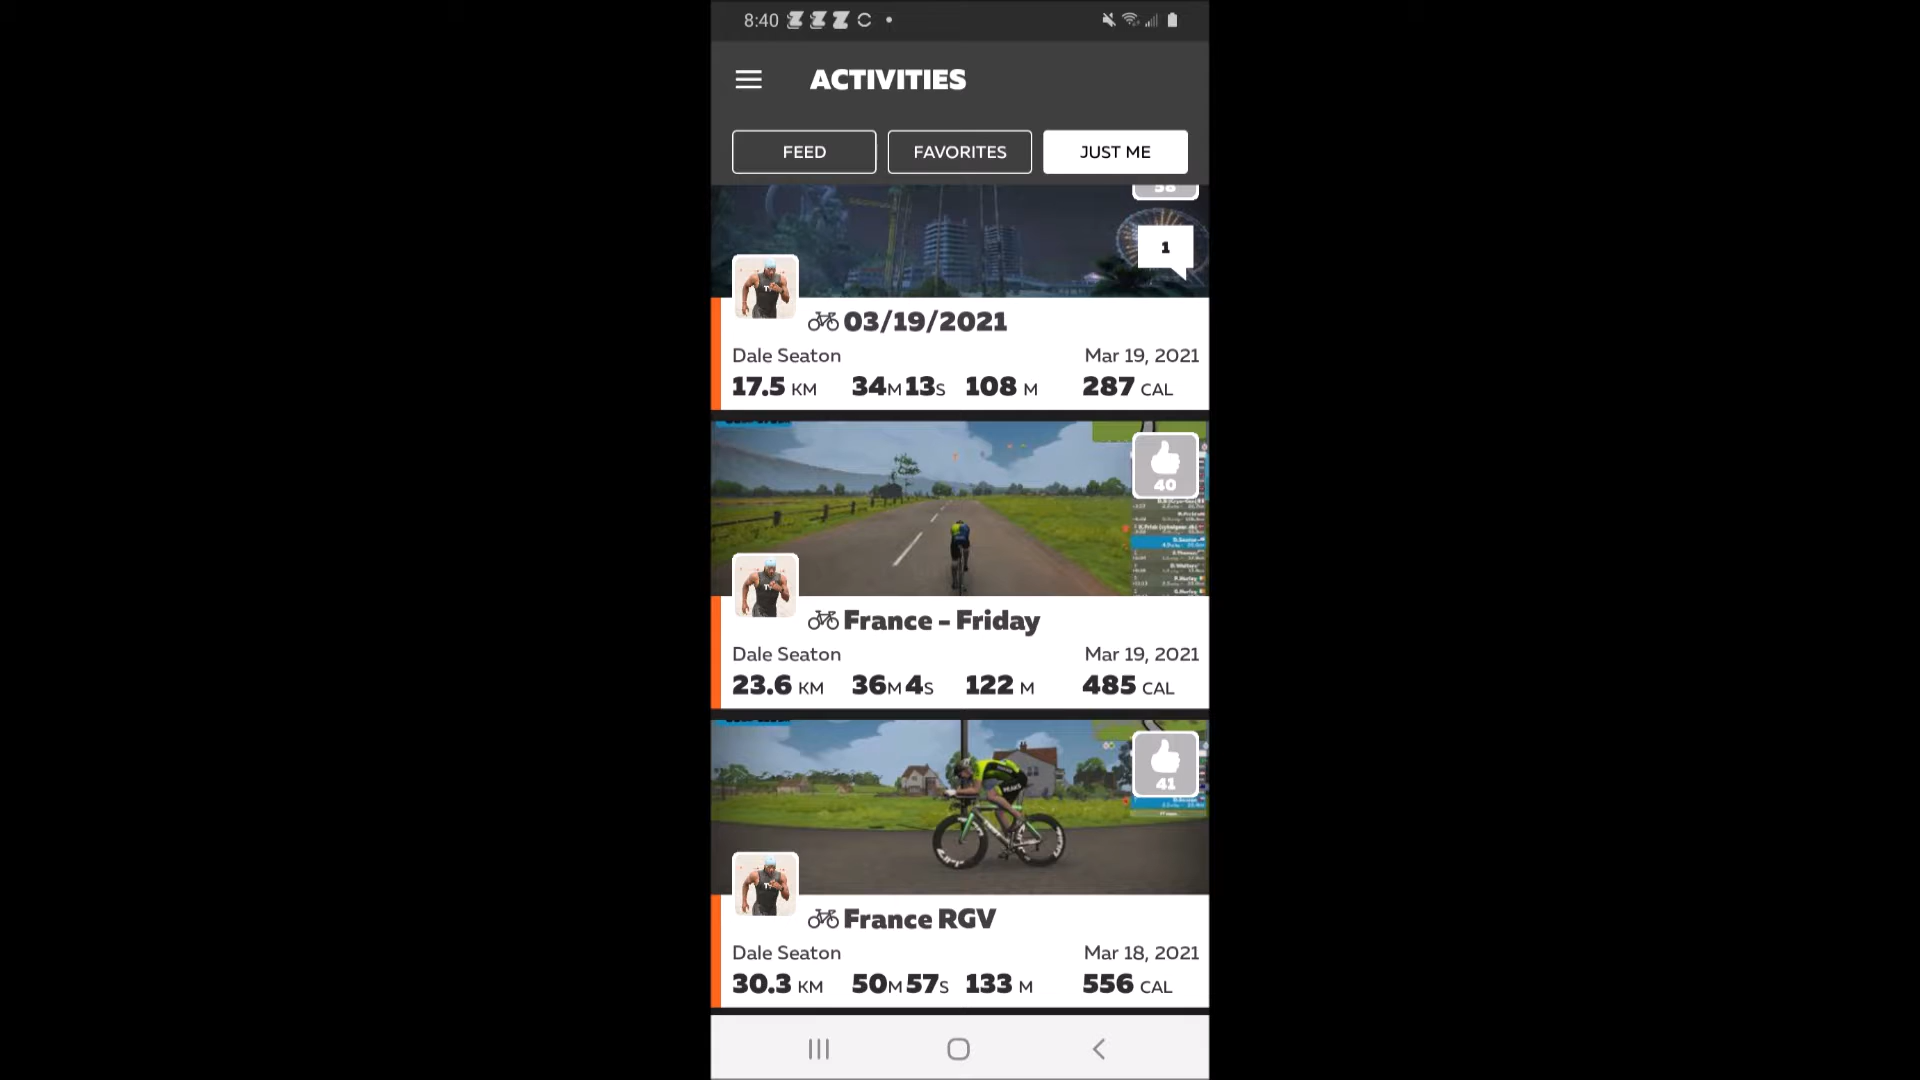 8:40
ACTIVITIES
FEED
FAVORITES
JUST ME
1
03/19/2021
Dale Seaton
Mar 19, 2021
17.5 KM 34M 13S 108 M 287 CAL
40
France – Friday
Dale Seaton
Mar 19, 2021
23.6 KM 36M 4S 122 M 485 CAL
41
France RGV
Dale Seaton
Mar 18, 2021
30.3 KM 50M 57S 133 M 556 CAL